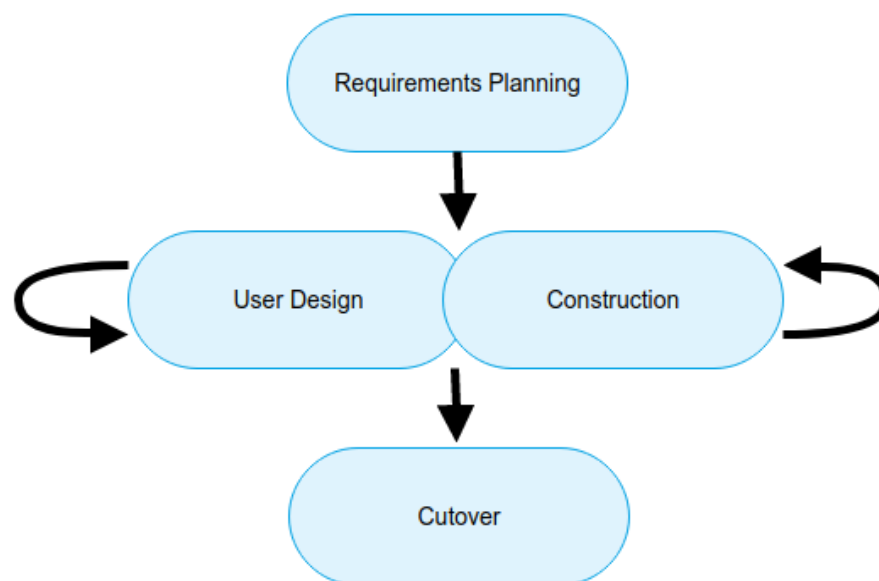 Requirements Planning
User Design
Construction
Cutover